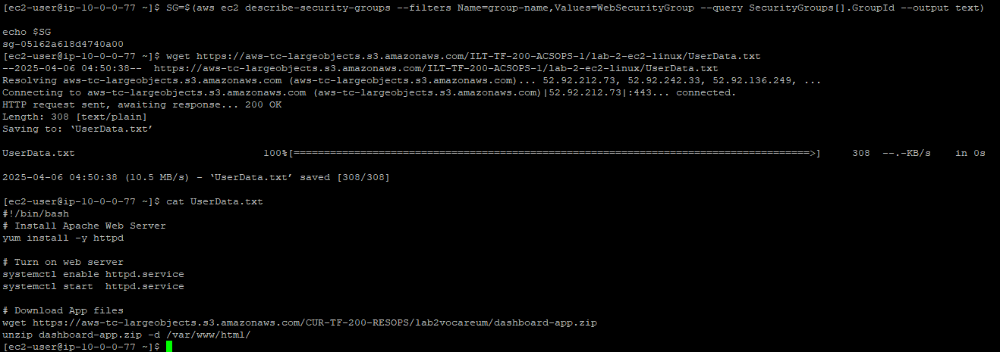 [ec2-user@ip-10-0-0-77 ~]$ SG=$(aws ec2 describe-security-groups --filters Name=group-name,Values=WebSecurityGroup --query SecurityGroups[].GroupId --output text)
echo $SG
sg-05162a618d4740a00
[ec2-user@ip-10-0-0-77 ~]$ wget https://aws-tc-largeobjects.s3.amazonaws.com/ILT-TF-200-ACSOPS-1/lab-2-ec2-linux/UserData.txt
--2025-04-06 04:50:38--  https://aws-tc-largeobjects.s3.amazonaws.com/ILT-TF-200-ACSOPS-1/lab-2-ec2-linux/UserData.txt
Resolving aws-tc-largeobjects.s3.amazonaws.com (aws-tc-largeobjects.s3.amazonaws.com)... 52.92.212.73, 52.92.242.33, 52.92.136.249, ...
Connecting to aws-tc-largeobjects.s3.amazonaws.com (aws-tc-largeobjects.s3.amazonaws.com)|52.92.212.73|:443... connected.
HTTP request sent, awaiting response... 200 OK
Length: 308 [text/plain]
Saving to: ‘UserData.txt’
UserData.txt 100%[=====================================================================================>] 308 --.-KB/s in 0s
2025-04-06 04:50:38 (10.5 MB/s) - ‘UserData.txt’ saved [308/308]
[ec2-user@ip-10-0-0-77 ~]$ cat UserData.txt
#!/bin/bash
# Install Apache Web Server
yum install -y httpd
# Turn on web server
systemctl enable httpd.service
systemctl start  httpd.service
# Download App files
wget https://aws-tc-largeobjects.s3.amazonaws.com/CUR-TF-200-RESOPS/lab2vocareum/dashboard-app.zip
unzip dashboard-app.zip -d /var/www/html/
[ec2-user@ip-10-0-0-77 ~]$